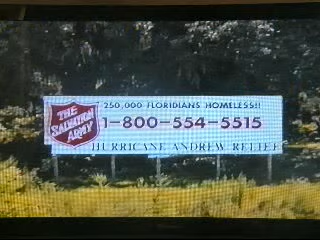 THE
SALVATION
ARMY
250,000 FLORIDIANS HOMELESS!!
1-800-554-5515
HURRICANE ANDREW RELIEF